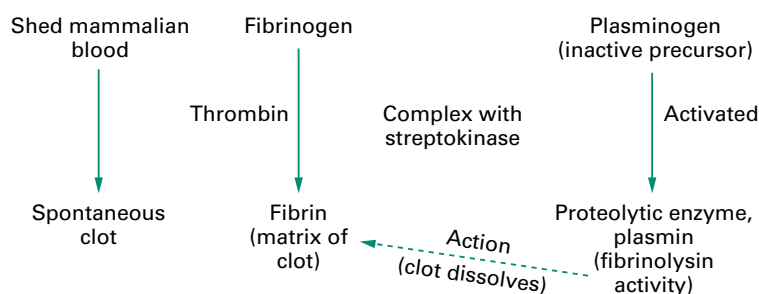 Shed mammalian
blood
Fibrinogen
Plasminogen
(inactive precursor)
Thrombin
Complex with
streptokinase
Activated
Spontaneous
clot
Fibrin
(matrix of
clot)
Action
(clot dissolves)
Proteolytic enzyme,
plasmin
(fibrinolysin
activity)